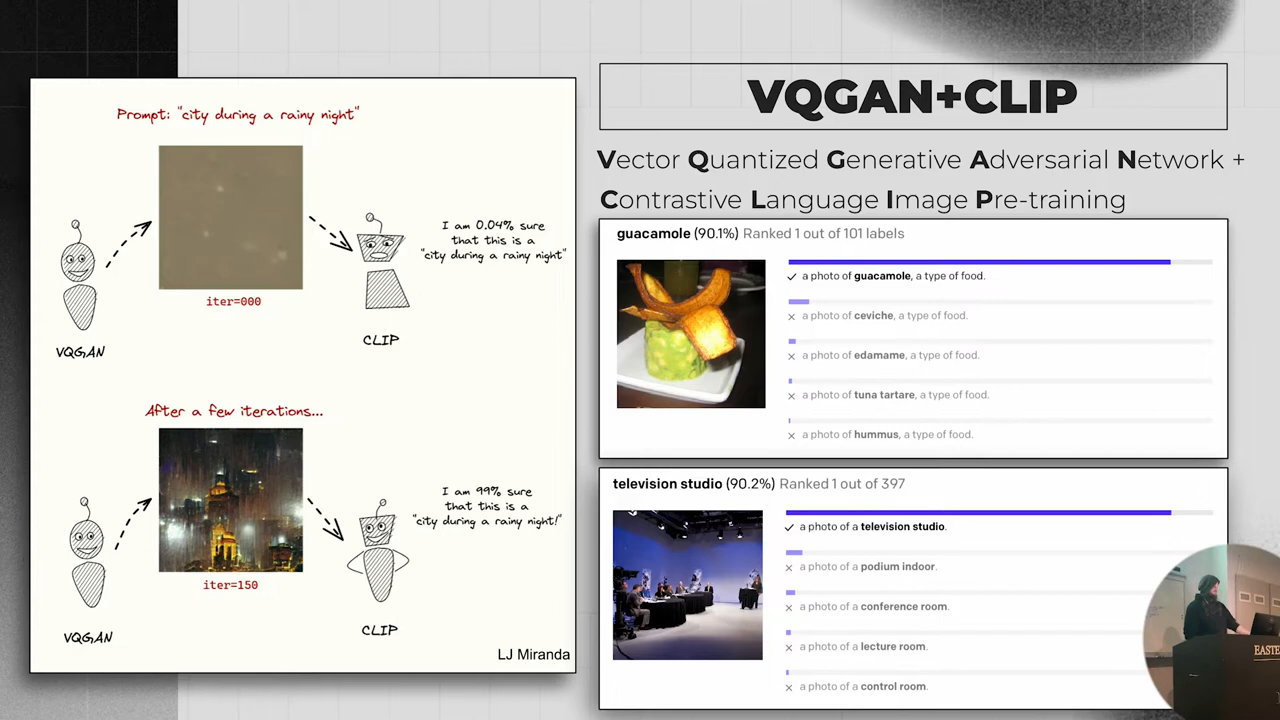 Prompt: "city during a rainy night"
iter=000
VQGAN
CLIP
I am 0.04% sure
that this is a
"city during a rainy night"
After a few iterations...
iter=150
VQGAN
CLIP
I am 99% sure
that this is a
"city during a rainy night!"
LJ Miranda
VQGAN+CLIP
Vector Quantized Generative Adversarial Network +
Contrastive Language Image Pre-training
guacamole (90.1%) Ranked 1 out of 101 labels
✓ a photo of guacamole, a type of food.
× a photo of ceviche, a type of food.
× a photo of edamame, a type of food.
× a photo of tuna tartare, a type of food.
× a photo of hummus, a type of food.
television studio (90.2%) Ranked 1 out of 397
✓ a photo of a television studio.
× a photo of a podium indoor.
× a photo of a conference room.
× a photo of a lecture room.
× a photo of a control room.